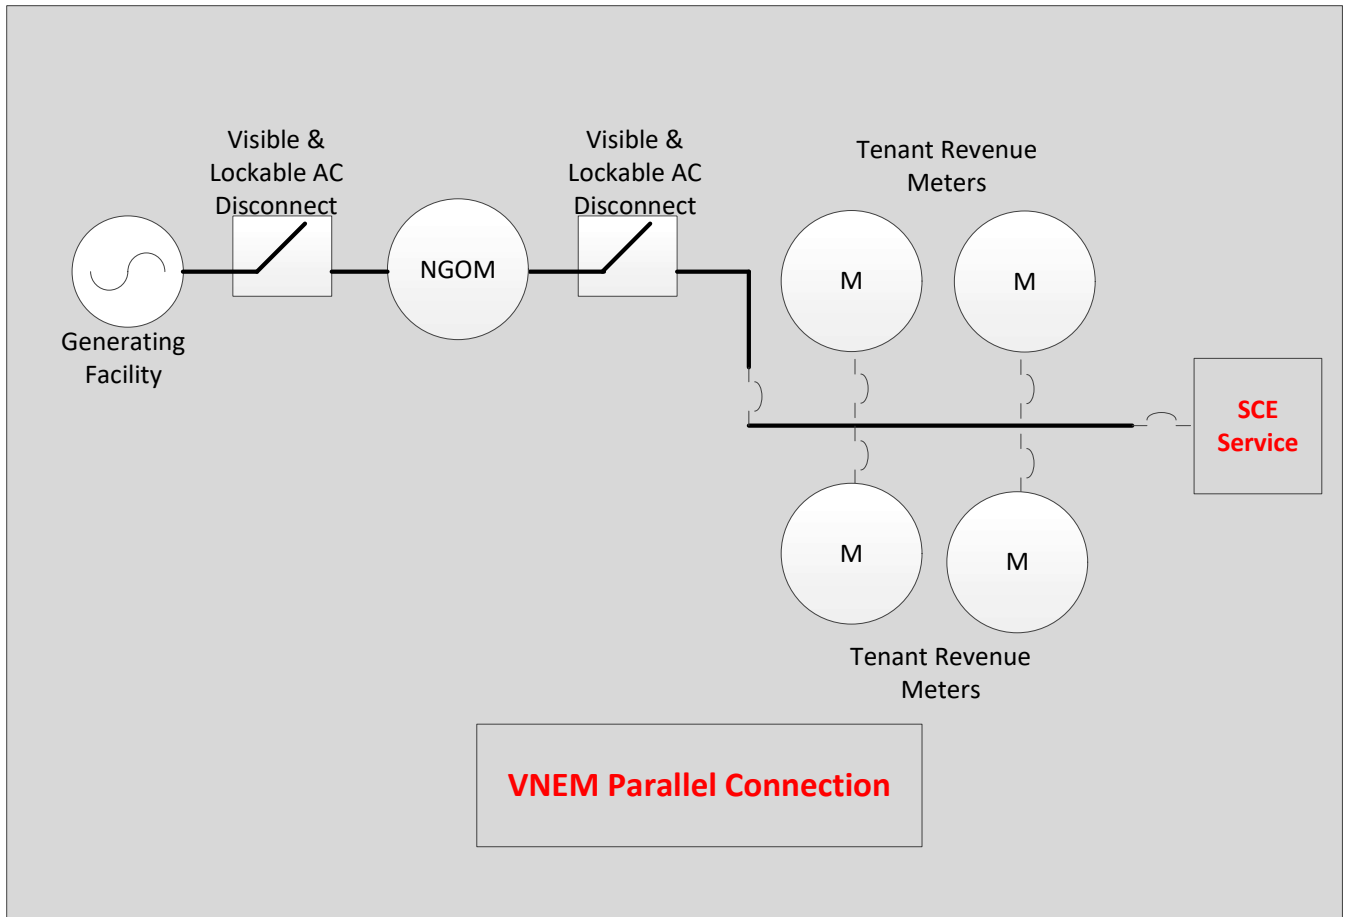 Visible &
Lockable AC
Disconnect
Visible &
Lockable AC
Disconnect
Tenant Revenue
Meters
NGOM
M
M
Generating
Facility
SCE
Service
M
M
Tenant Revenue
Meters
VNEM Parallel Connection